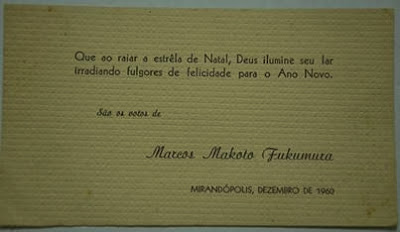 Que ao raiar a estrêla de Natal, Deus ilumine seu lar
irradiando fulgores de felicidade para o Ano Novo.
São os votos de
Marcos Makoto Fukumura
MIRANDÓPOLIS, DEZEMBRO DE 1960